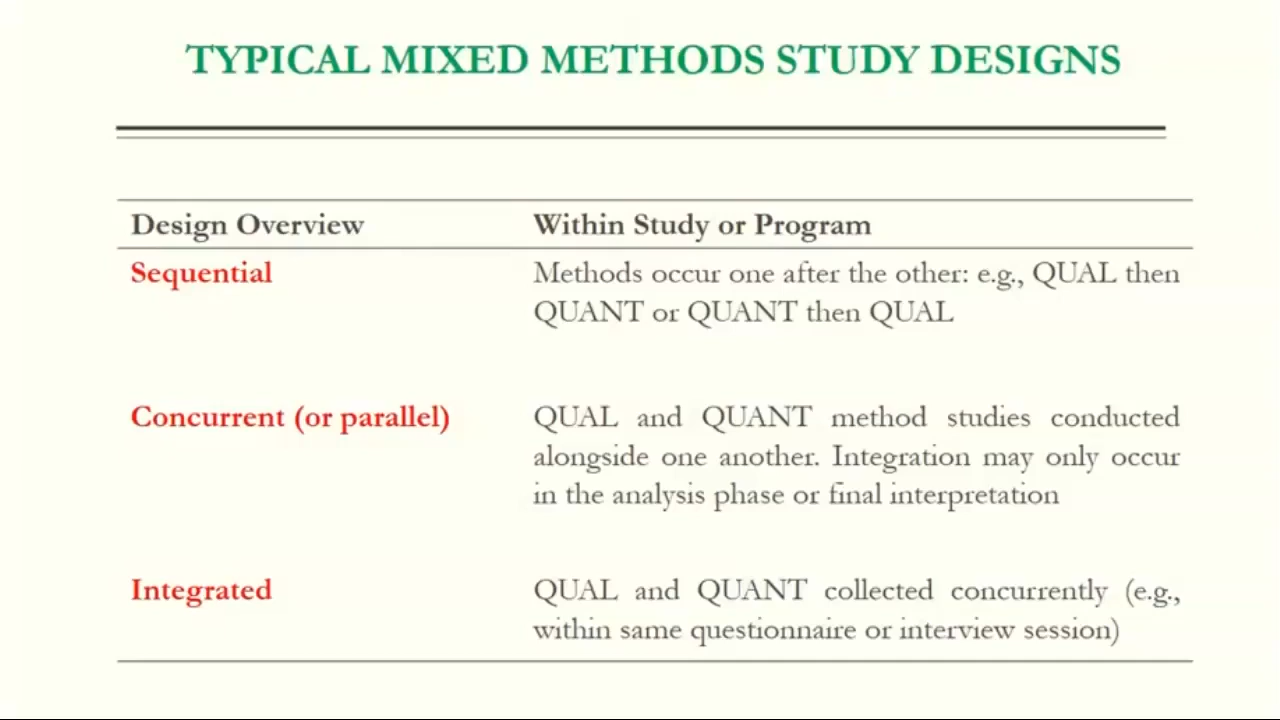 TYPICAL MIXED METHODS STUDY DESIGNS
Design Overview
Within Study or Program
Sequential
Methods occur one after the other: e.g., QUAL then
QUANT or QUANT then QUAL
Concurrent (or parallel)
QUAL and QUANT method studies conducted
alongside one another. Integration may only occur
in the analysis phase or final interpretation
Integrated
QUAL and QUANT collected concurrently (e.g.,
within same questionnaire or interview session)